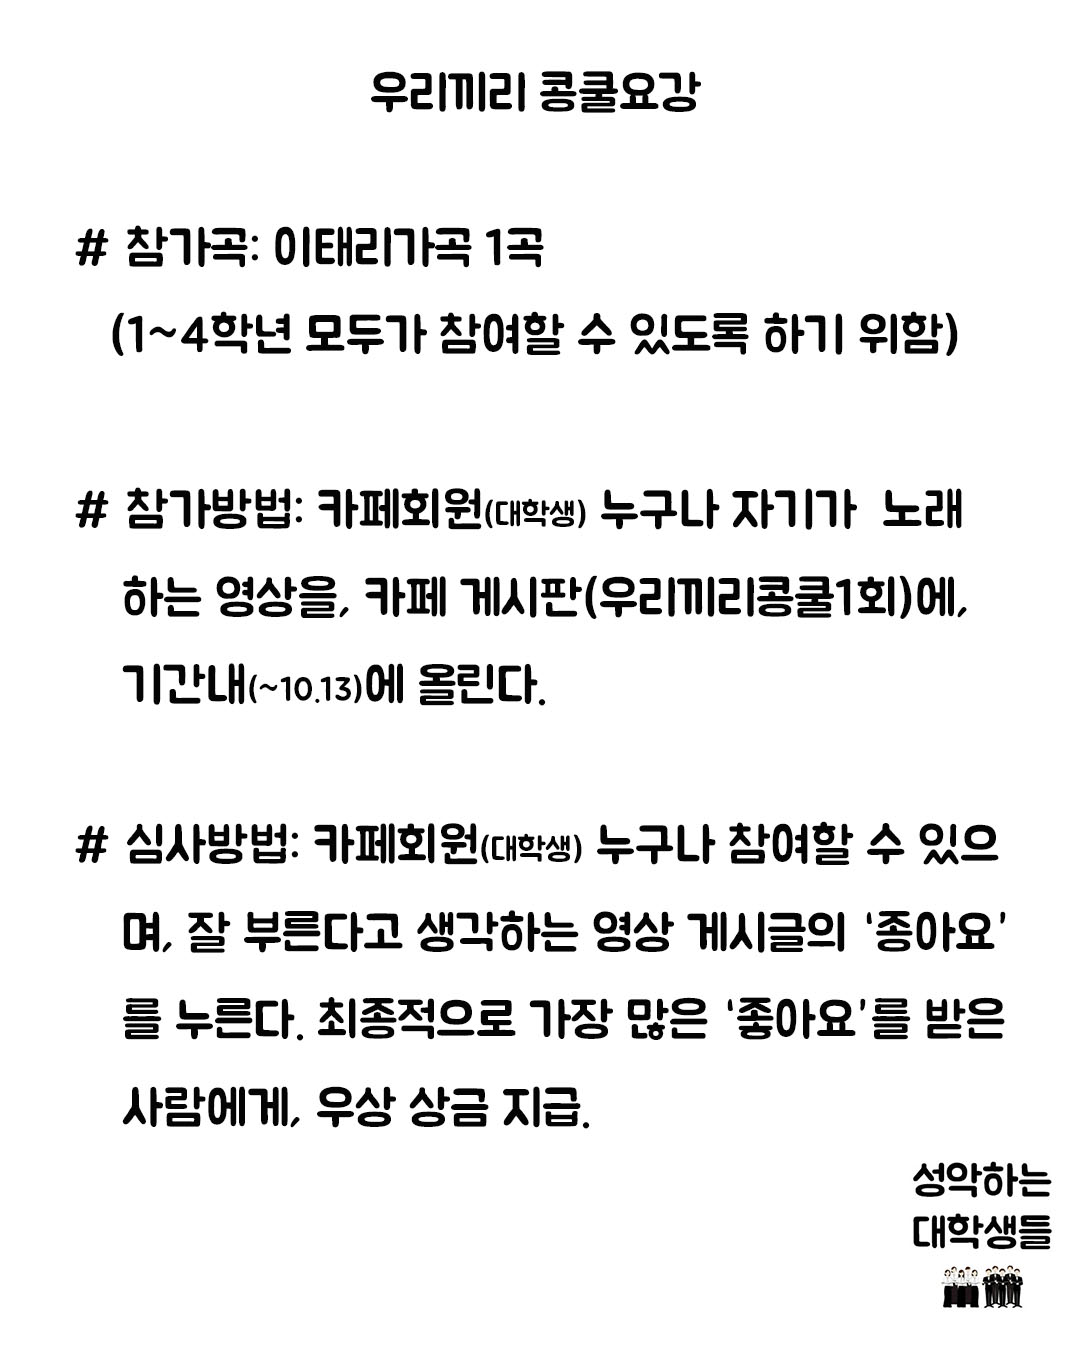 우리끼리 콩쿨요강
# 참가곡: 이태리가곡 1곡
(1~4학년 모두가 참여할 수 있도록 하기 위함)
# 참가방법: 카페회원(대학생) 누구나 자기가 노래
하는 영상을, 카페 게시판(우리끼리콩쿨1회)에,
기간내(~10.13)에 올린다.
# 심사방법: 카페회원(대학생) 누구나 참여할 수 있으
며, 잘 부른다고 생각하는 영상 게시글의 '종아요'
를 누른다. 최종적으로 가장 많은 '좋아요'를 받은
사람에게, 우상 상금 지급.
성악하는
대학생들